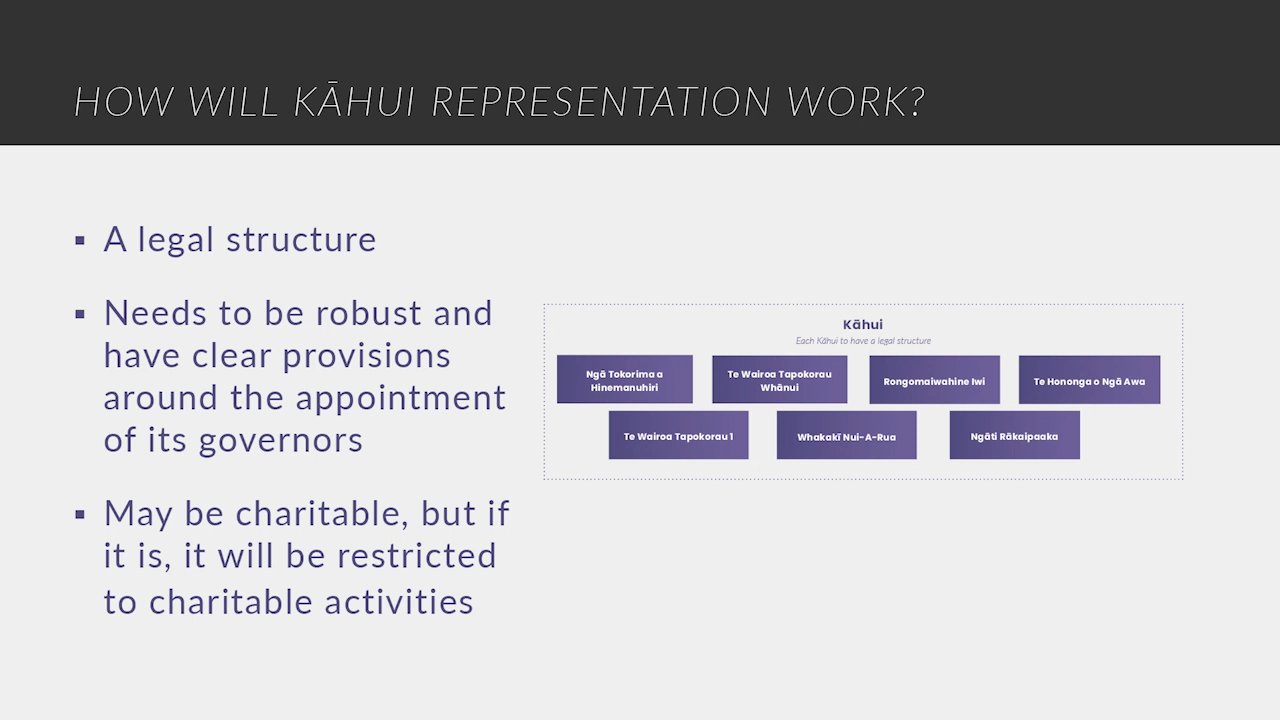 HOW WILL KĀHUI REPRESENTATION WORK?
▪ A legal structure
▪ Needs to be robust and
have clear provisions
around the appointment
of its governors
▪ May be charitable, but if
it is, it will be restricted
to charitable activities
Kāhui
Each Kāhui to have a legal structure
Ngā Tokorima a
Hinemanuhiri
Te Wairoa Tapokorau
Whānui
Rongomaiwahine Iwi
Te Hononga o Ngā Awa
Te Wairoa Tapokorau 1
Whakakī Nui-A-Rua
Ngāti Rākaipaaka